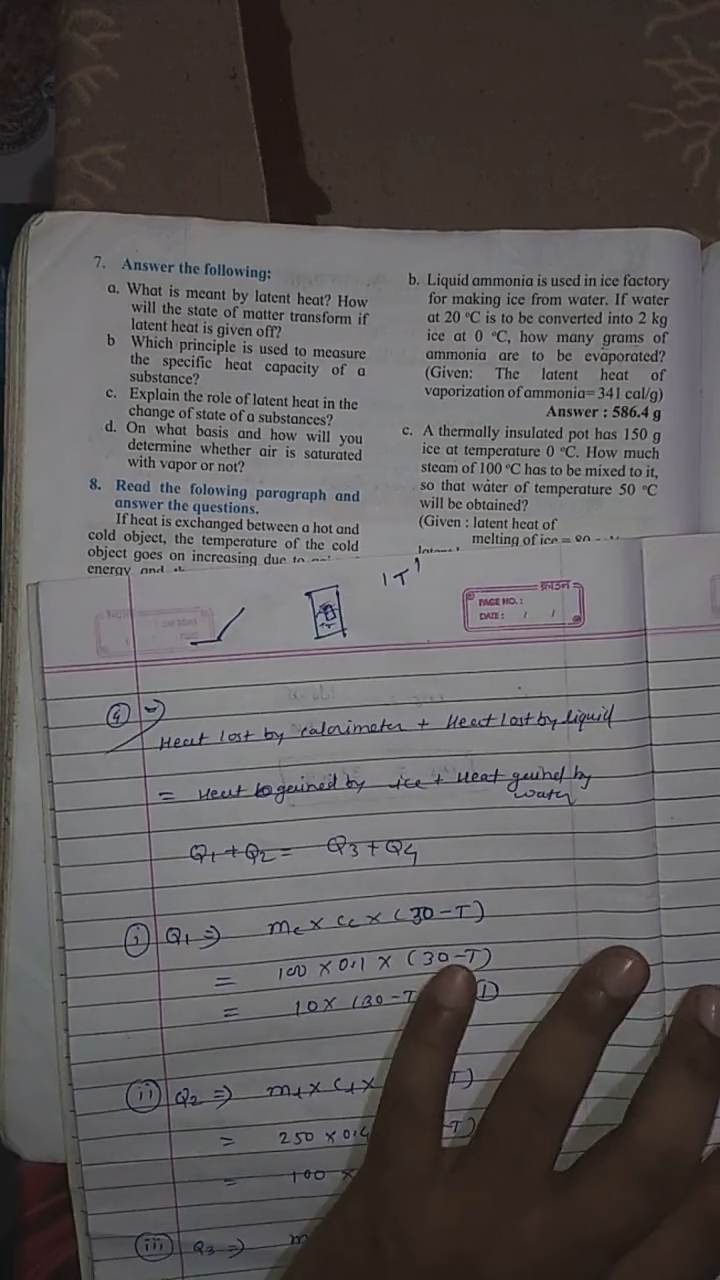 7. Answer the following:
a. What is meant by latent heat? How
will the state of matter transform if
latent heat is given off?
b Which principle is used to measure
the specific heat capacity of a
substance?
c. Explain the role of latent heat in the
change of state of a substances?
d. On what basis and how will you
determine whether air is saturated
with vapor or not?
8. Read the folowing paragraph and
answer the questions.
If heat is exchanged between a hot and
cold object, the temperature of the cold
object goes on increasing due to
energy and
b. Liquid ammonia is used in ice factory
for making ice from water. If water
at 20 °C is to be converted into 2 kg
ice at 0 °C, how many grams of
ammonia are to be evaporated?
(Given: The latent heat of
vaporization of ammonia= 341 cal/g)
Answer : 586.4 g
c. A thermally insulated pot has 150 g
ice at temperature 0 °C. How much
steam of 100 °C has to be mixed to it,
so that water of temperature 50 °C
will be obtained?
(Given : latent heat of
melting of ice = 80
'T'
क्राउन
PAGE NO. :
DATE : / /
Heat lost by calorimeter + Heat lost by liquid
= Heat gained by ice + Heat gained by
water
Q₁ + Q₂ = Q₃ + Q₄
(i) Q₁ ⇒ mc × Cc × (30-T)
= 100 × 0.1 × (30-T)
= 10 × (30-T
(ii) Q₂ ⇒ T)
= 250 × T)
= 100 ×
(iii) Q₃ ⇒ m